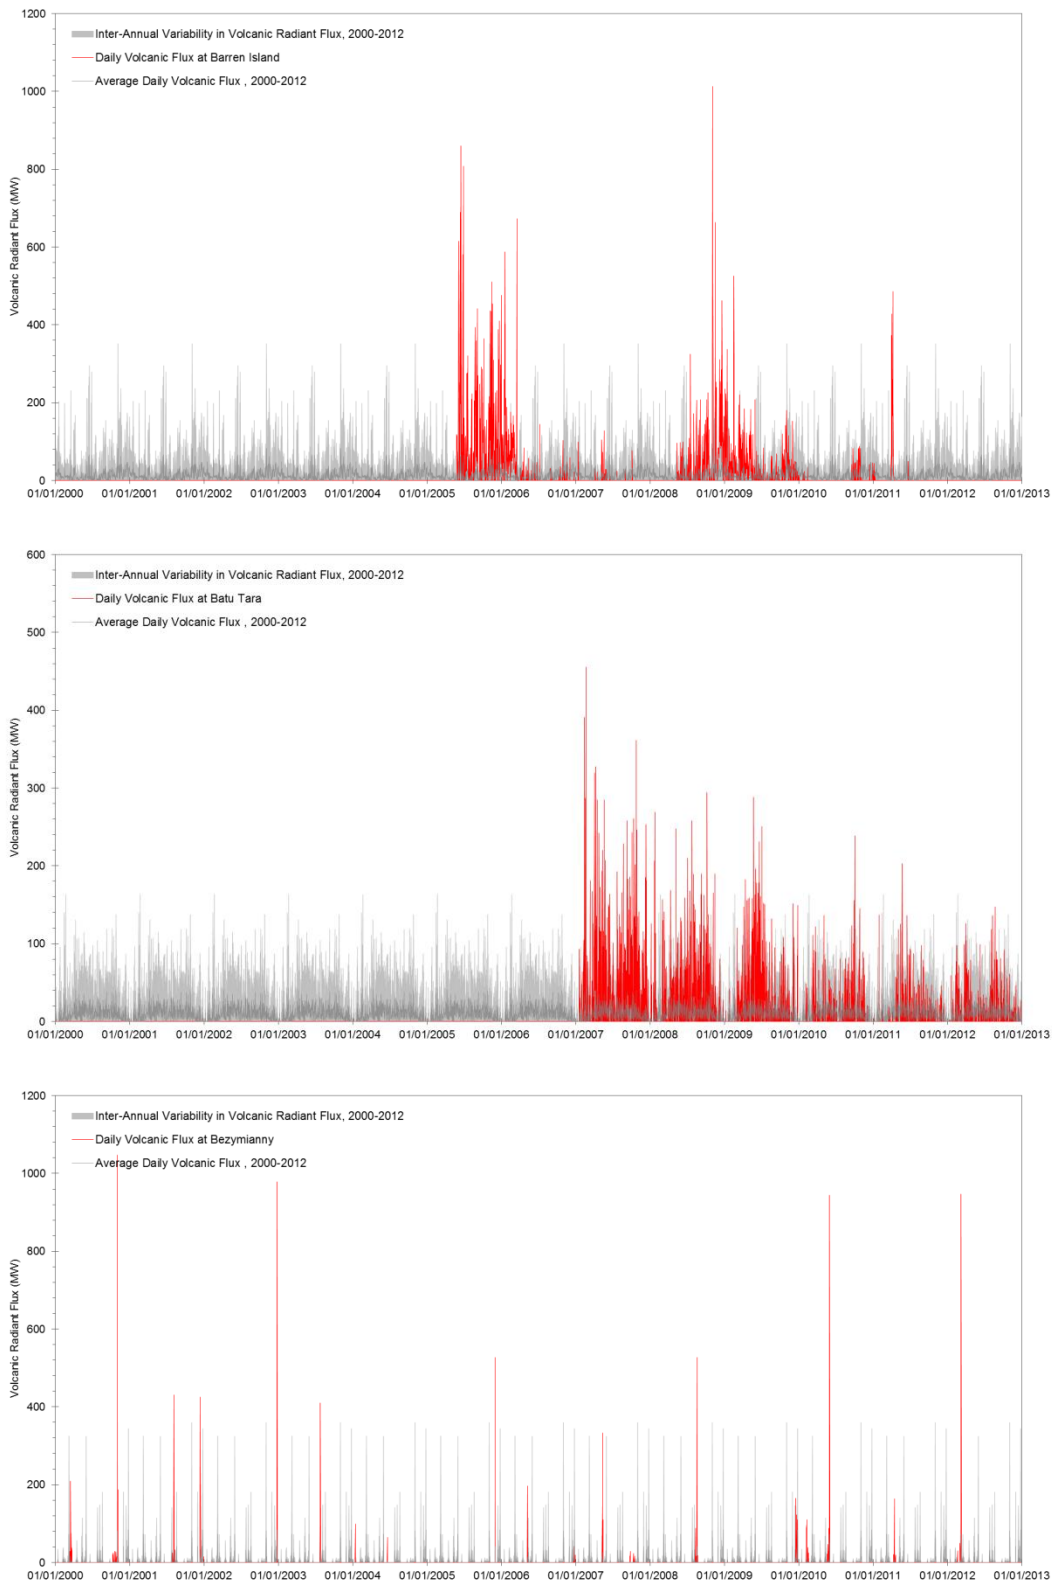 1200
Inter-Annual Variability in Volcanic Radiant Flux, 2000-2012
Daily Volcanic Flux at Barren Island
Average Daily Volcanic Flux , 2000-2012
1000
800
600
400
200
0
Volcanic Radiant Flux (MW)
01/01/2000 01/01/2001 01/01/2002 01/01/2003 01/01/2004 01/01/2005 01/01/2006 01/01/2007 01/01/2008 01/01/2009 01/01/2010 01/01/2011 01/01/2012 01/01/2013
600
Inter-Annual Variability in Volcanic Radiant Flux, 2000-2012
Daily Volcanic Flux at Batu Tara
Average Daily Volcanic Flux , 2000-2012
500
400
300
200
100
0
Volcanic Radiant Flux (MW)
01/01/2000 01/01/2001 01/01/2002 01/01/2003 01/01/2004 01/01/2005 01/01/2006 01/01/2007 01/01/2008 01/01/2009 01/01/2010 01/01/2011 01/01/2012 01/01/2013
1200
Inter-Annual Variability in Volcanic Radiant Flux, 2000-2012
Daily Volcanic Flux at Bezymianny
Average Daily Volcanic Flux , 2000-2012
1000
800
600
400
200
0
Volcanic Radiant Flux (MW)
01/01/2000 01/01/2001 01/01/2002 01/01/2003 01/01/2004 01/01/2005 01/01/2006 01/01/2007 01/01/2008 01/01/2009 01/01/2010 01/01/2011 01/01/2012 01/01/2013